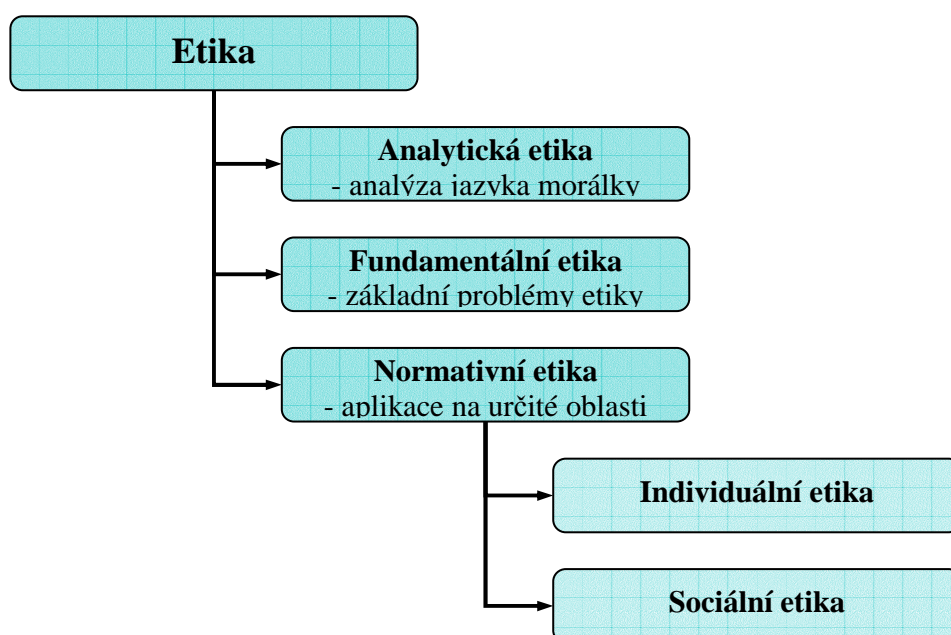 Etika
Analytická etika
- analýza jazyka morálky
Fundamentální etika
- základní problémy etiky
Normativní etika
- aplikace na určité oblasti
Individuální etika
Sociální etika